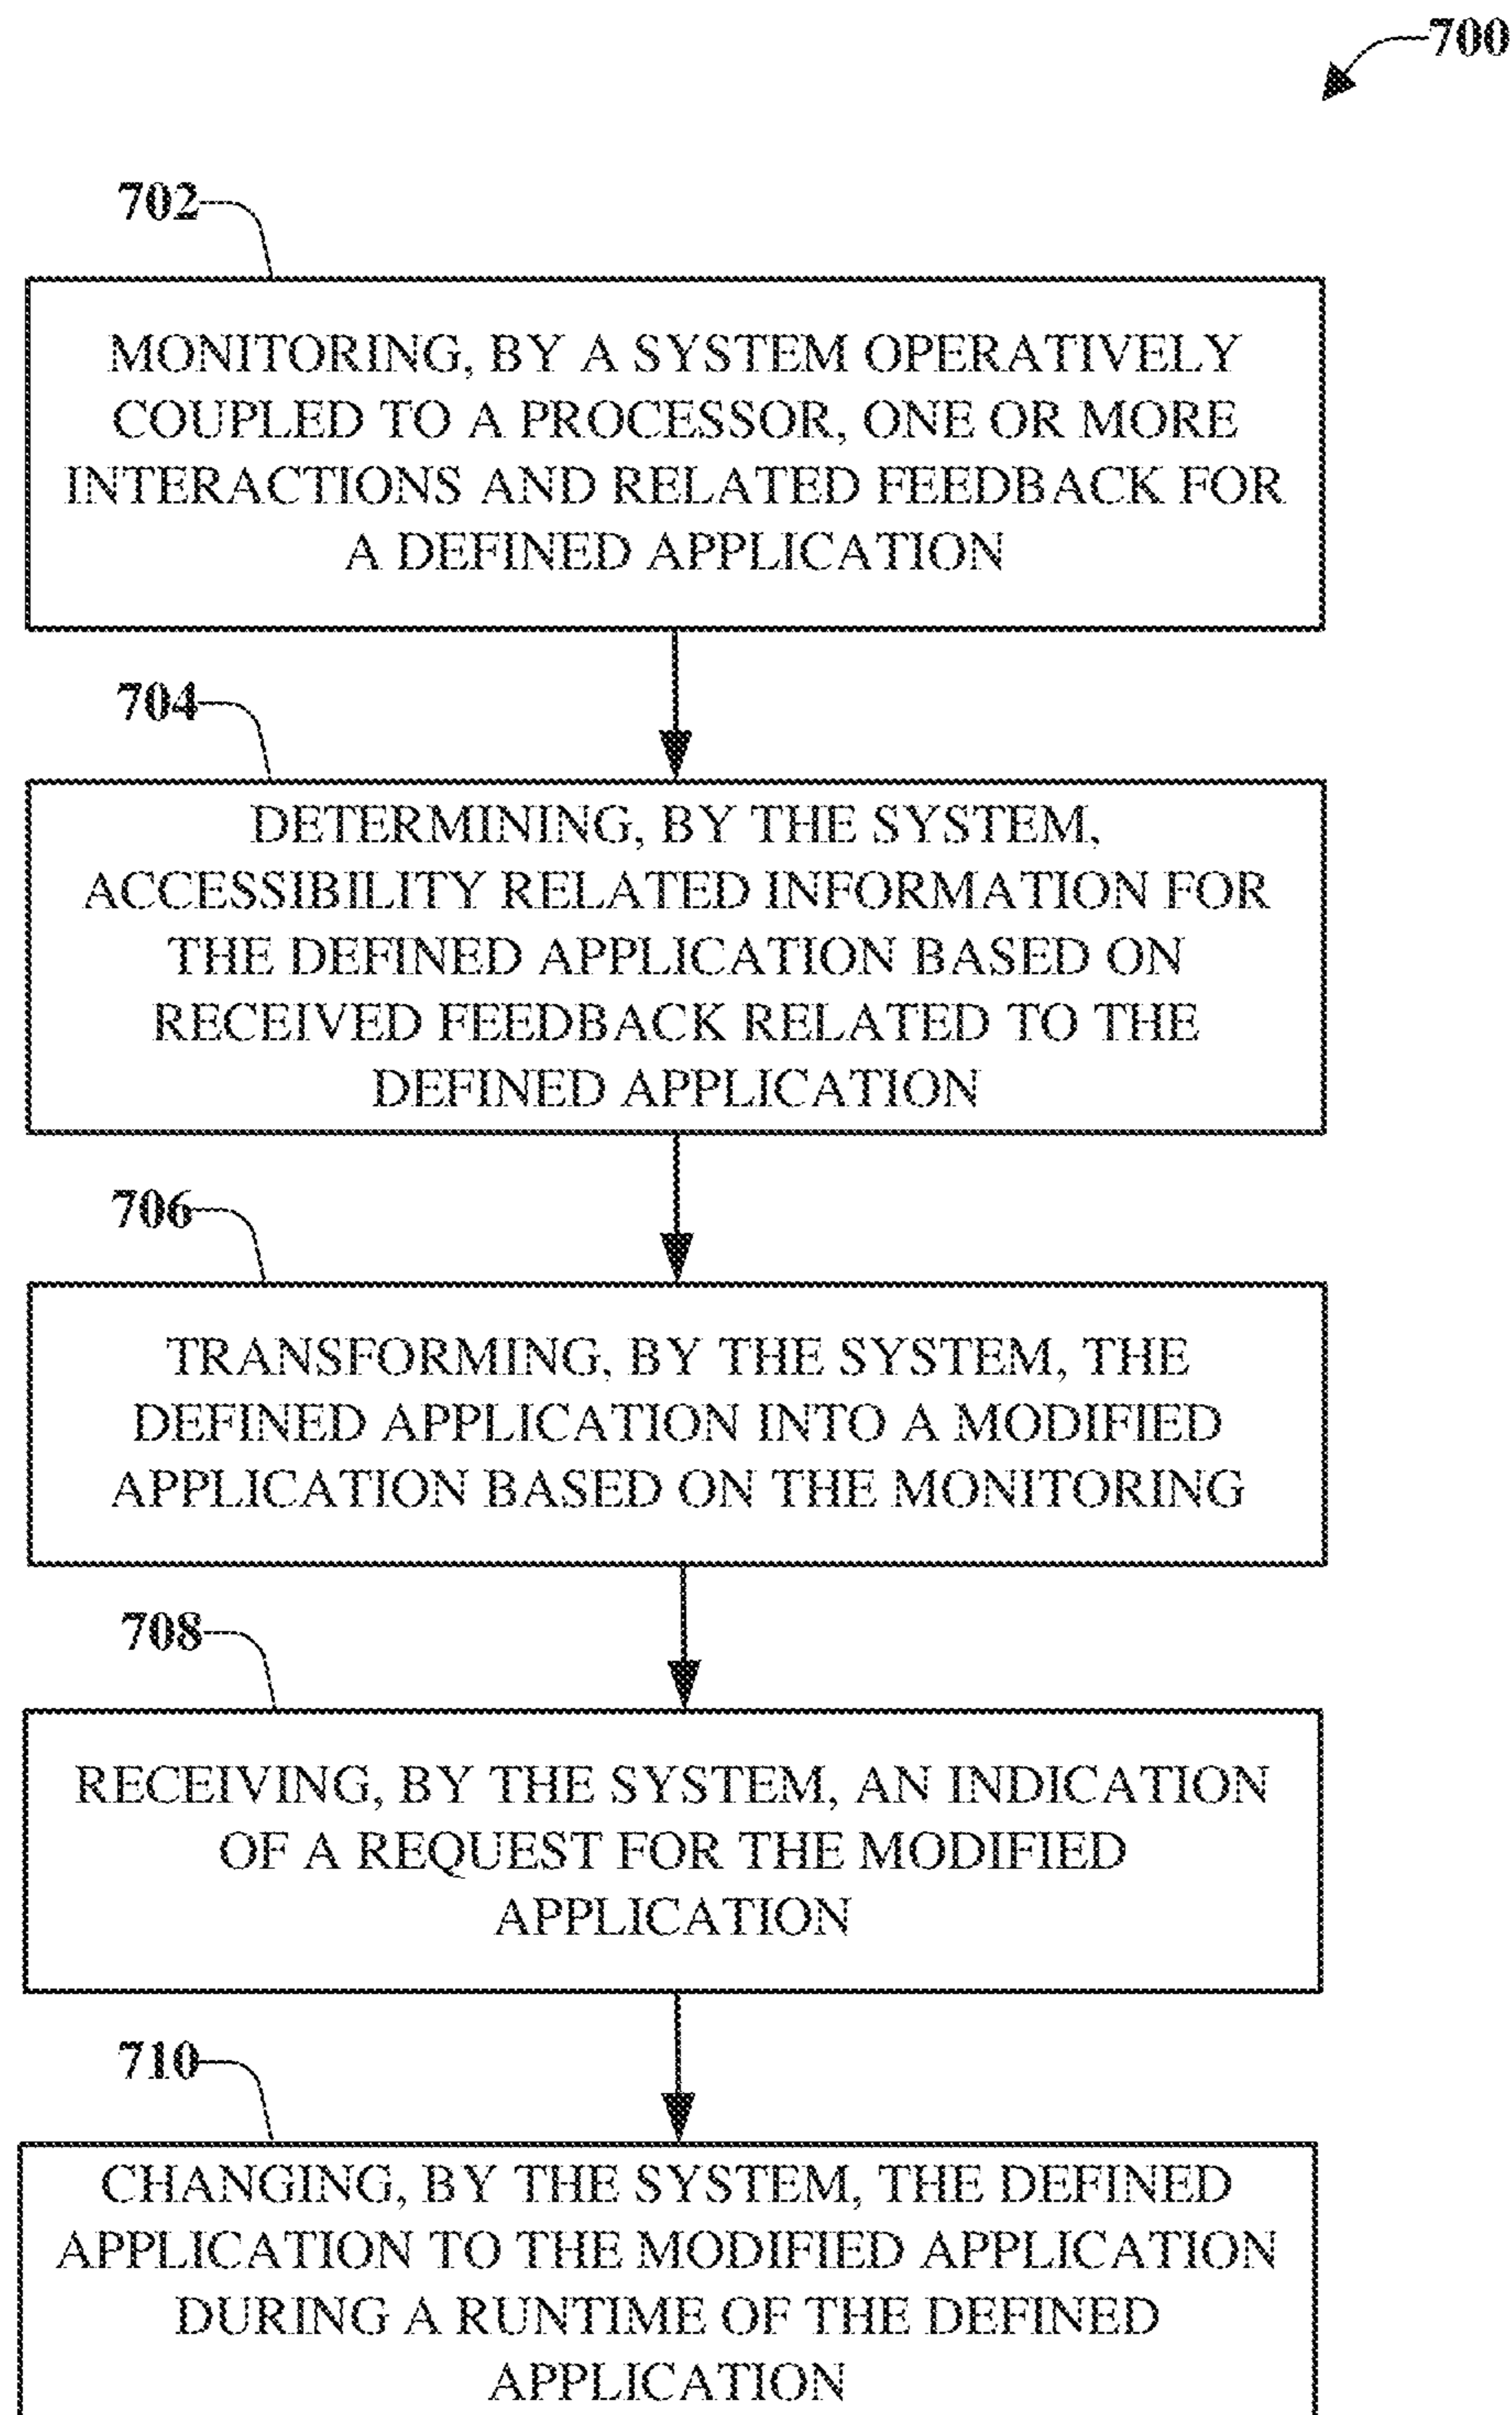 700
702
MONITORING, BY A SYSTEM OPERATIVELY
COUPLED TO A PROCESSOR, ONE OR MORE
INTERACTIONS AND RELATED FEEDBACK FOR
A DEFINED APPLICATION
704
DETERMINING, BY THE SYSTEM,
ACCESSIBILITY RELATED INFORMATION FOR
THE DEFINED APPLICATION BASED ON
RECEIVED FEEDBACK RELATED TO THE
DEFINED APPLICATION
706
TRANSFORMING, BY THE SYSTEM, THE
DEFINED APPLICATION INTO A MODIFIED
APPLICATION BASED ON THE MONITORING
708
RECEIVING, BY THE SYSTEM, AN INDICATION
OF A REQUEST FOR THE MODIFIED
APPLICATION
710
CHANGING, BY THE SYSTEM, THE DEFINED
APPLICATION TO THE MODIFIED APPLICATION
DURING A RUNTIME OF THE DEFINED
APPLICATION